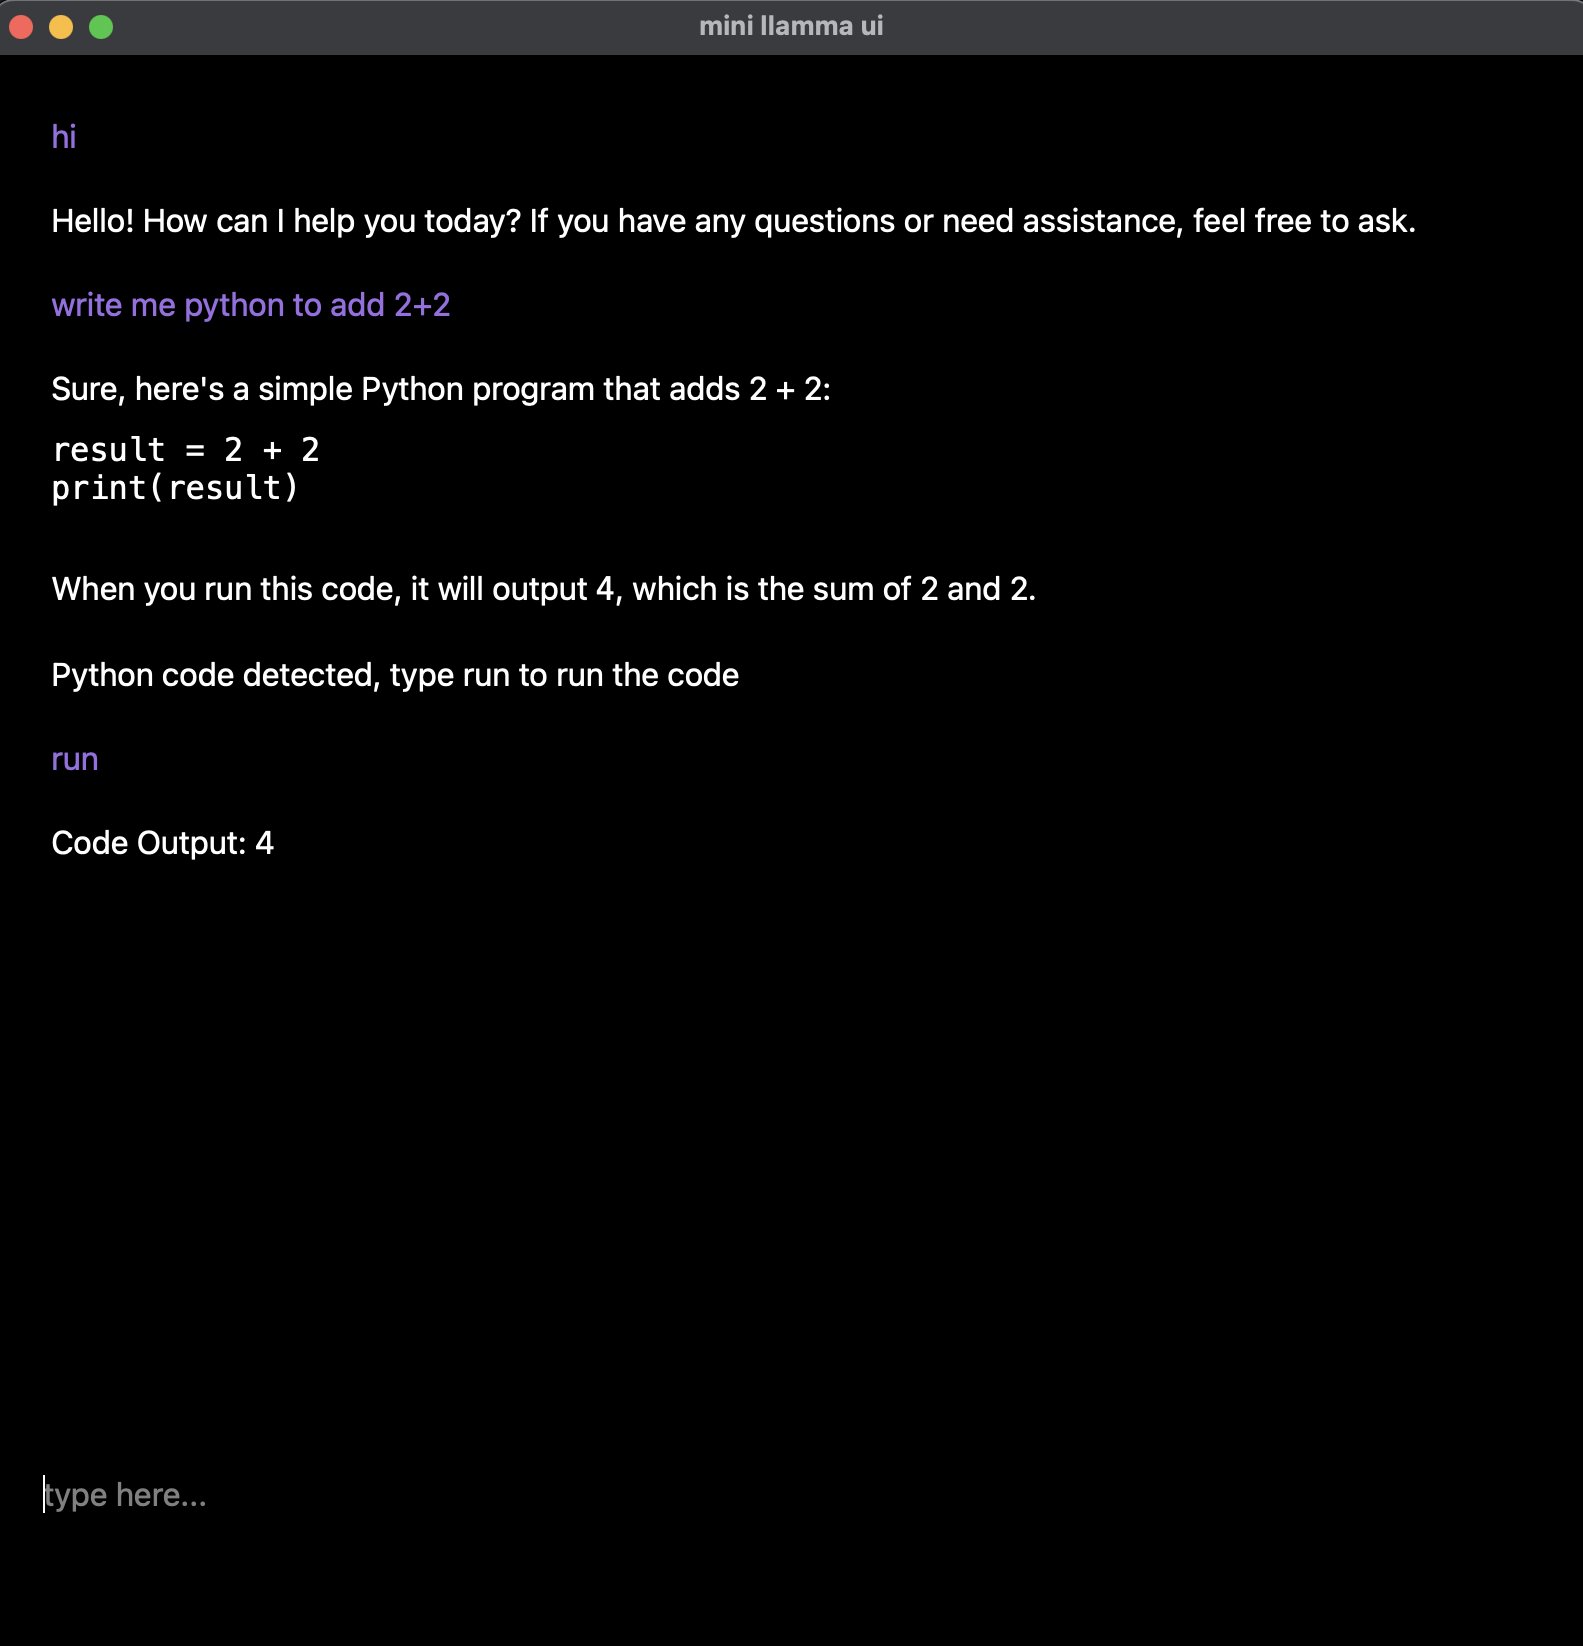 mini llamma ui
hi
Hello! How can I help you today? If you have any questions or need assistance, feel free to ask.
write me python to add 2+2
Sure, here's a simple Python program that adds 2 + 2:
result = 2 + 2
print(result)
When you run this code, it will output 4, which is the sum of 2 and 2.
Python code detected, type run to run the code
run
Code Output: 4
type here...